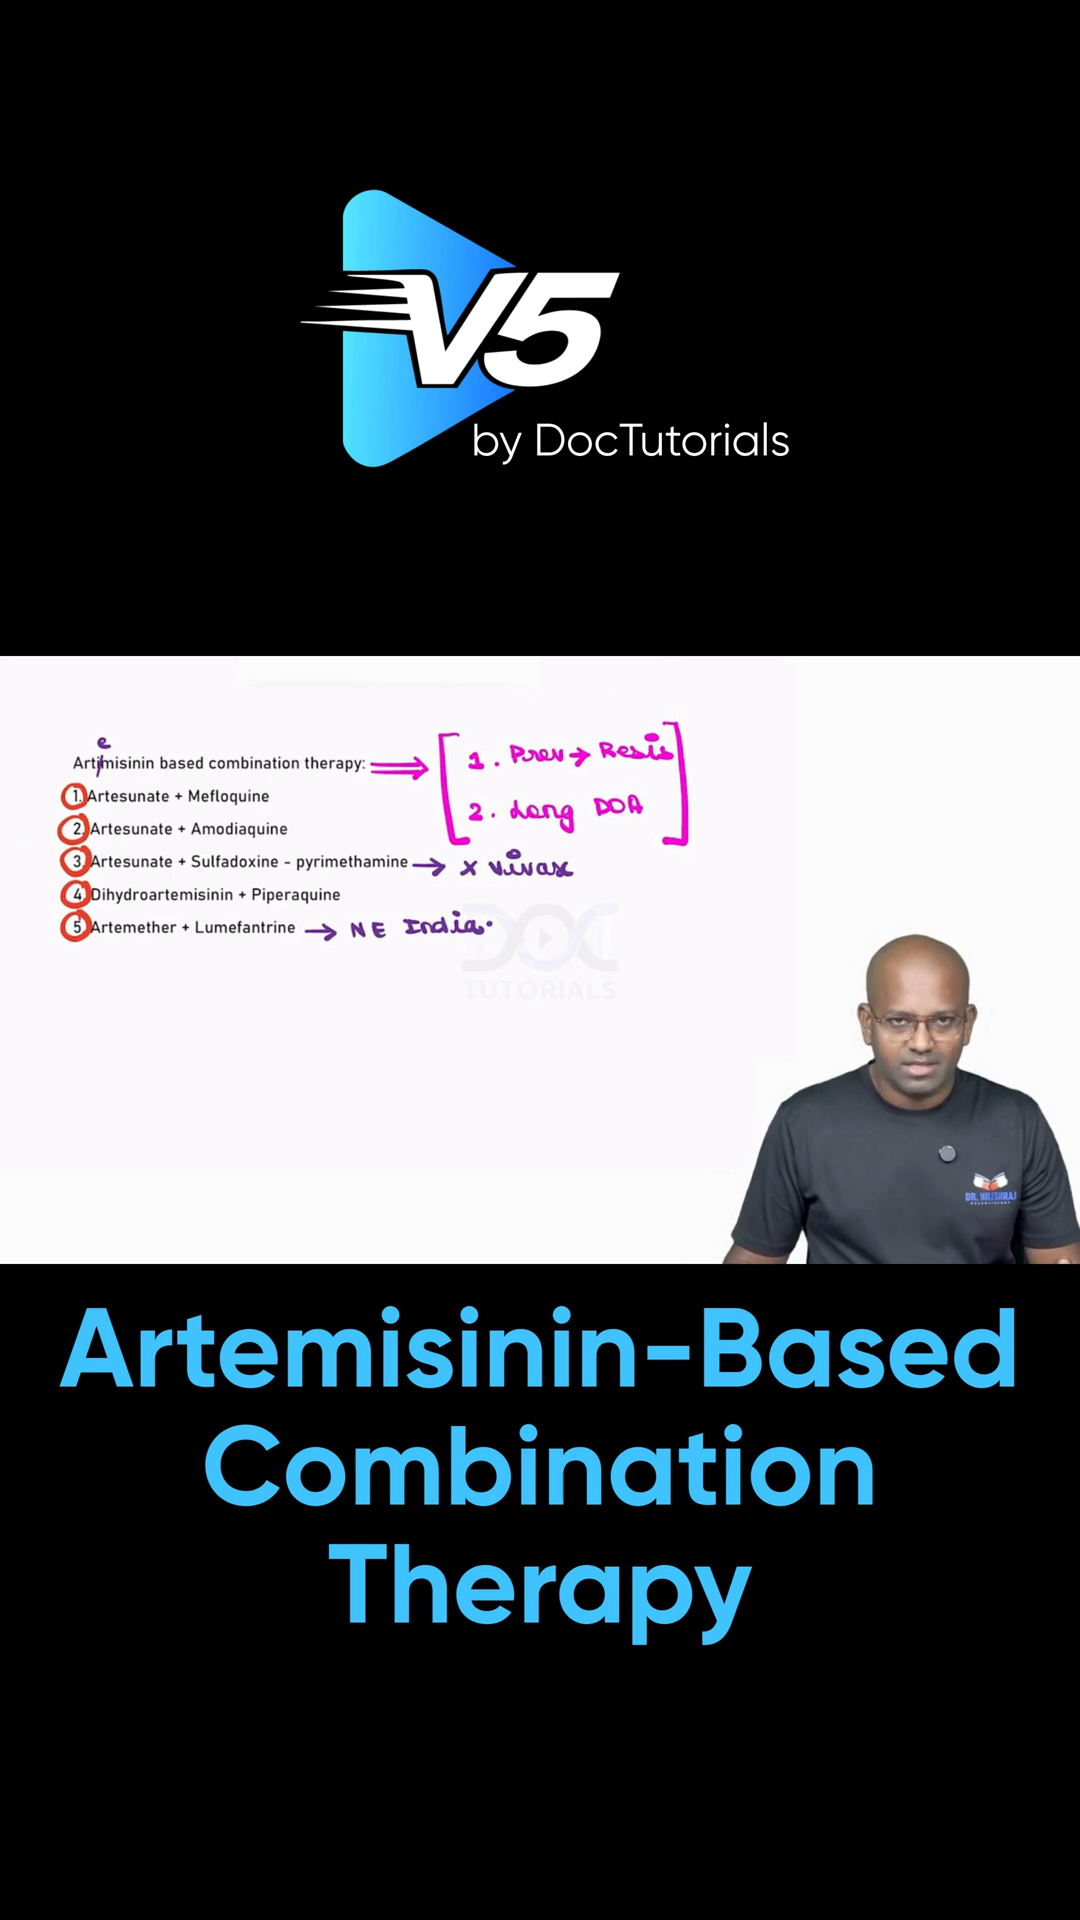 V5
by DocTutorials
e
Artimisinin based combination therapy: ⟹ [ 1. Prev → Resis
1. Artesunate + Mefloquine
2. Artesunate + Amodiaquine 2. Long DOA ]
3. Artesunate + Sulfadoxine - pyrimethamine → x vivax
4. Dihydroartemisinin + Piperaquine
5. Artemether + Lumefantrine → NE India.
DOC
TUTORIALS
DR. NILESHRAJ
Artemisinin-Based
Combination
Therapy